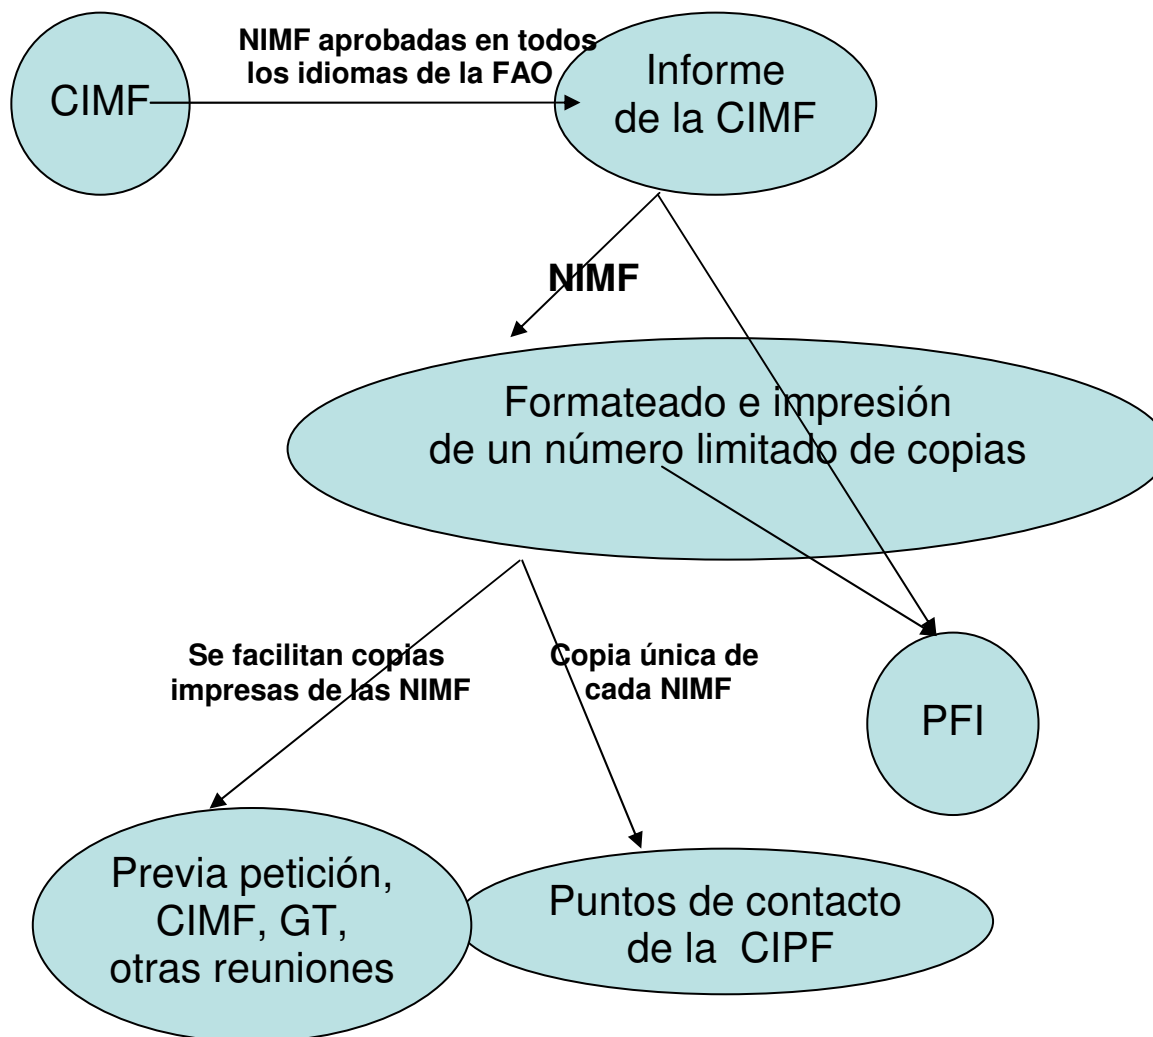 NIMF aprobadas en todos
los idiomas de la FAO
CIMF
Informe
de la CIMF
NIMF
Formateado e impresión
de un número limitado de copias
Se facilitan copias
impresas de las NIMF
Copia única de
cada NIMF
PFI
Previa petición,
CIMF, GT,
otras reuniones
Puntos de contacto
de la CIPF